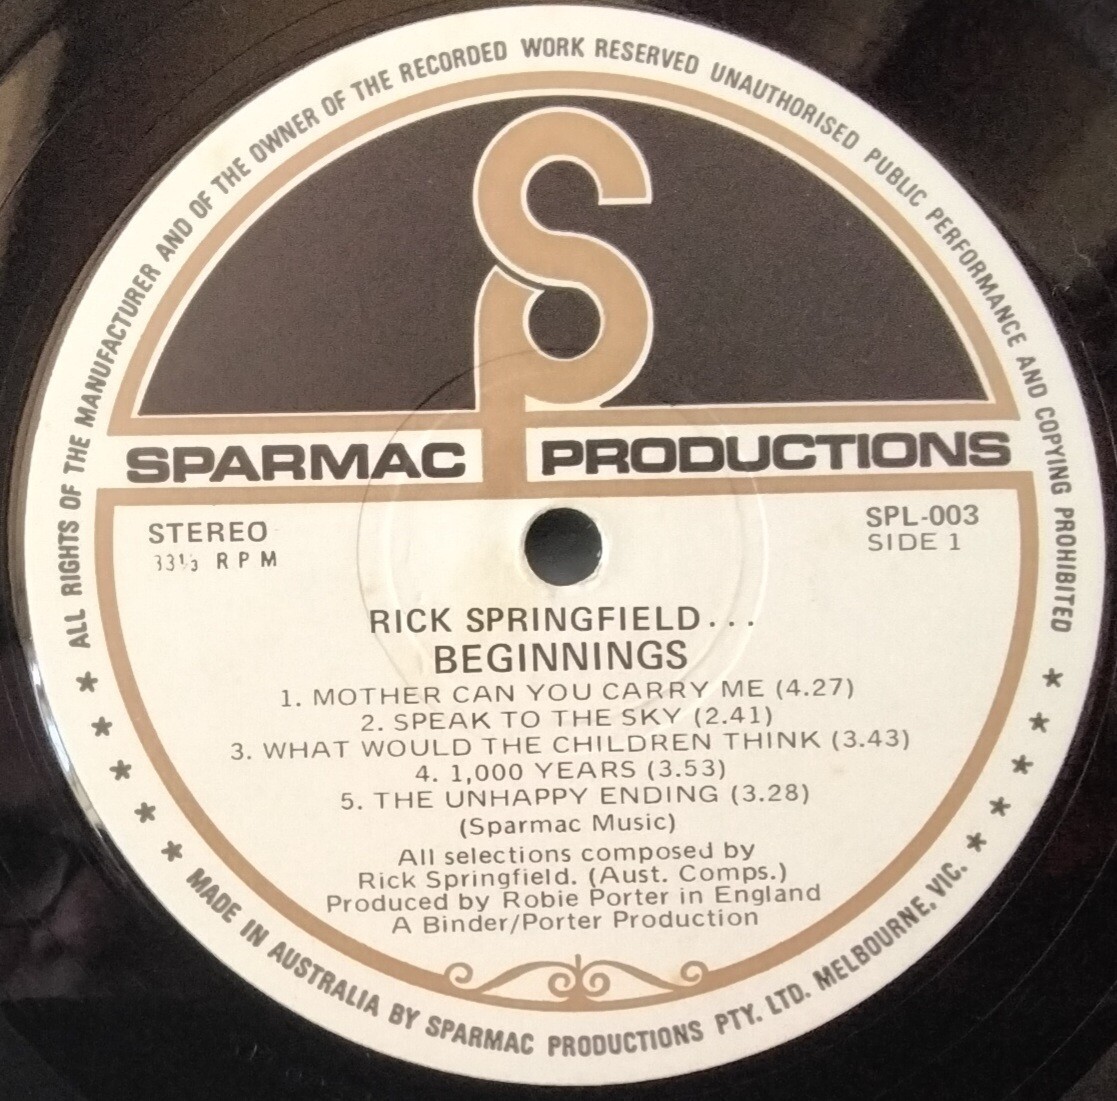 ALL RIGHTS OF THE MANUFACTURER AND OF THE OWNER OF THE RECORDED WORK RESERVED UNAUTHORISED PUBLIC PERFORMANCE AND COPYING PROHIBITED
SPARMAC PRODUCTIONS
STEREO
33⅓ RPM
SPL-003
SIDE 1
RICK SPRINGFIELD...
BEGINNINGS
1. MOTHER CAN YOU CARRY ME (4.27)
2. SPEAK TO THE SKY (2.41)
3. WHAT WOULD THE CHILDREN THINK (3.43)
4. 1,000 YEARS (3.53)
5. THE UNHAPPY ENDING (3.28)
(Sparmac Music)
All selections composed by
Rick Springfield. (Aust. Comps.)
Produced by Robie Porter in England
A Binder/Porter Production
* * * * * MADE IN AUSTRALIA BY SPARMAC PRODUCTIONS PTY. LTD. MELBOURNE, VIC. * * * * *